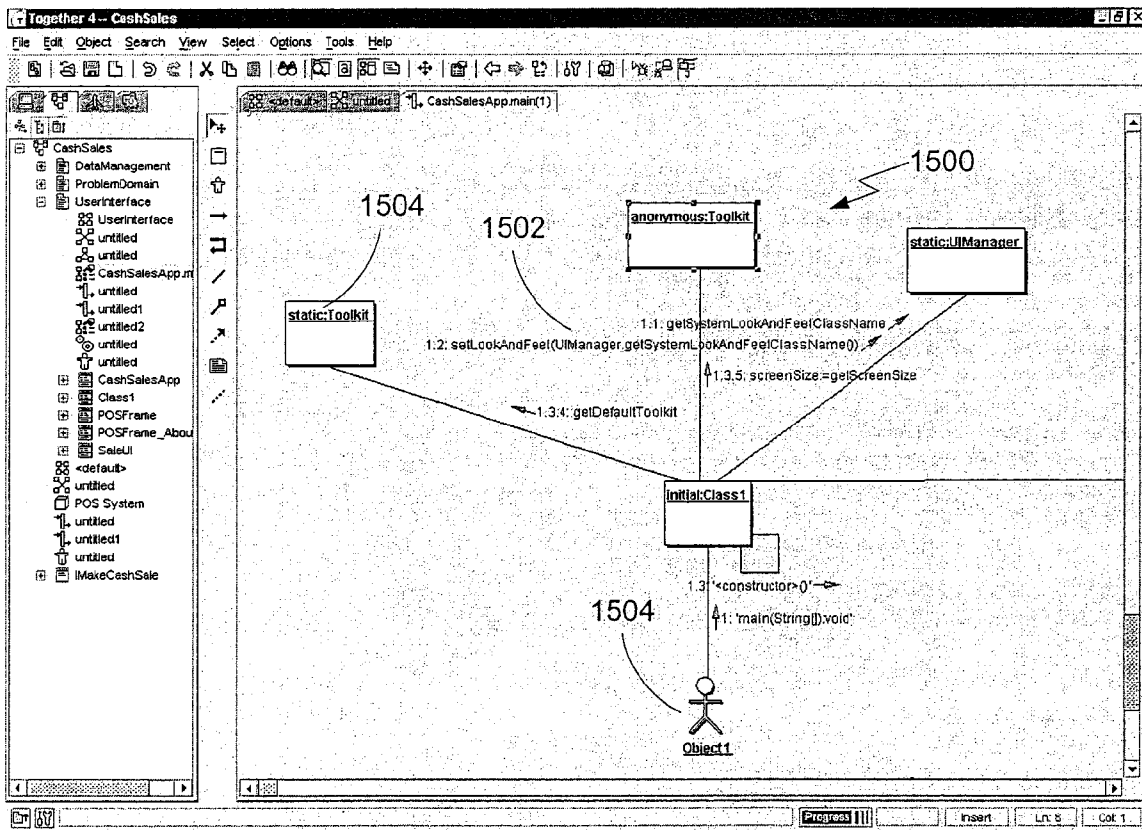 Together 4 -- CashSales
File Edit Object Search View Select Options Tools Help
<default> untitled CashSalesApp.main(1)
CashSales
DataManagement
ProblemDomain
UserInterface
UserInterface
untitled
untitled
CashSalesApp.m
untitled
untitled1
untitled2
untitled
untitled
CashSalesApp
Class1
POSFrame
POSFrame_Abou
SaleUI
<default>
untitled
POS System
untitled
untitled1
untitled
IMakeCashSale
1500
1504
1502
anonymous:Toolkit
static:UIManager
static:Toolkit
1.1: getSystemLookAndFeelClassName
1.2: setLookAndFeel(UIManager.getSystemLookAndFeelClassName())
1.3.5: screenSize:=getScreenSize
1.3.4: getDefaultToolkit
initial:Class1
1.3: '<constructor>()'
1504
1: 'main(String[]):void'
Object1
Progress Insert Ln: 6 Col: 1